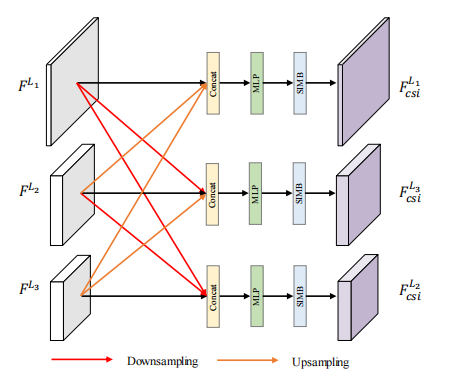 F^{L_1} Concat MLP SIMB F_{csi}^{L_1}
F^{L_2} Concat MLP SIMB F_{csi}^{L_3}
F^{L_3} Concat MLP SIMB F_{csi}^{L_2}
Downsampling Upsampling